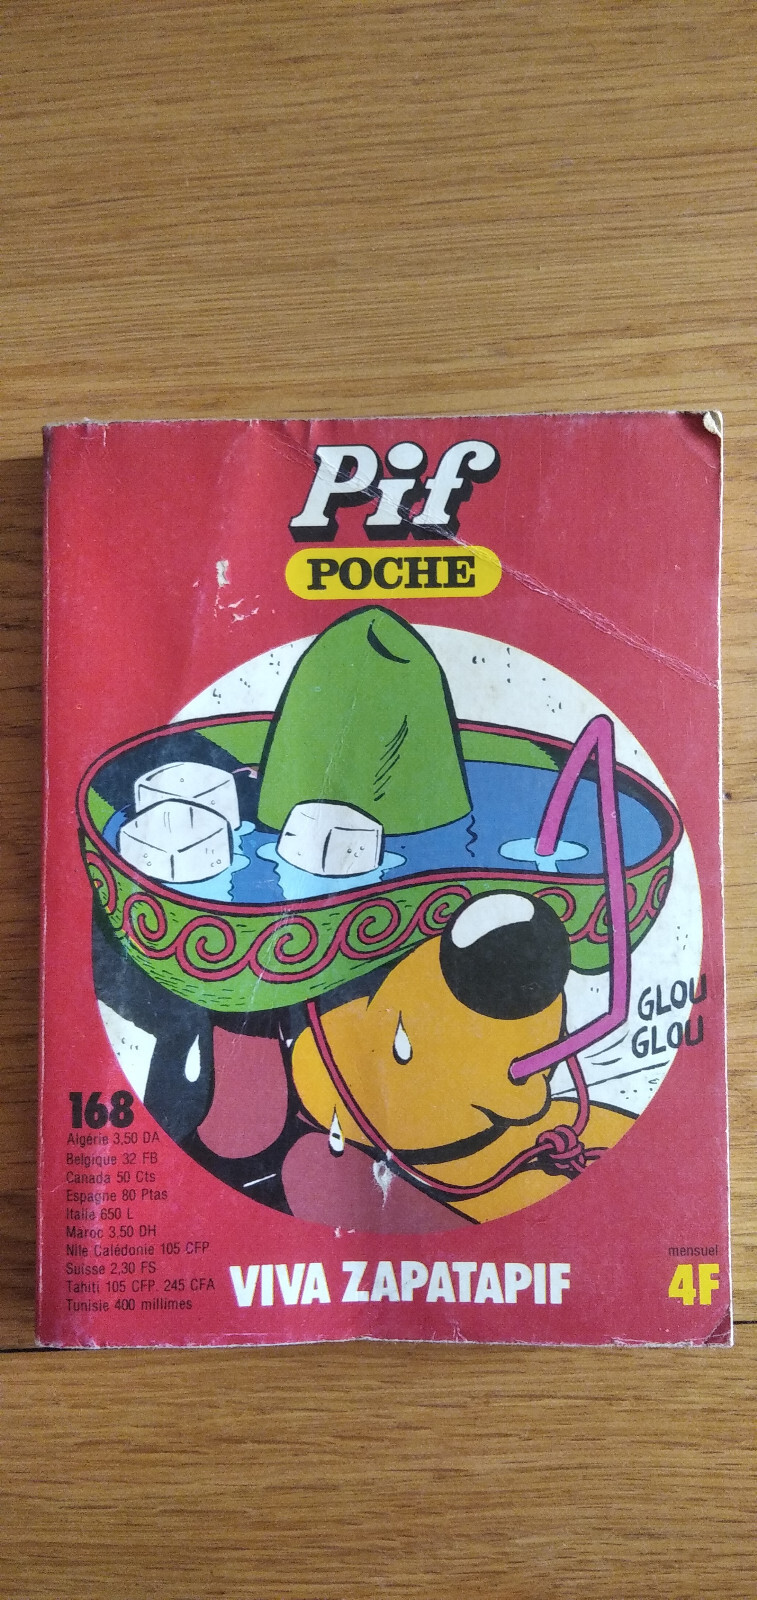 Pif
POCHE
GLOU
GLOU
168
Algérie 3,50 DA
Belgique 32 FB
Canada 50 Cts
Espagne 80 Ptas
Italie 650 L
Maroc 3,50 DH
Nlle Calédonie 105 CFP
Suisse 2,30 FS
Tahiti 105 CFP. 245 CFA
Tunisie 400 millimes
VIVA ZAPATAPIF
mensuel
4F